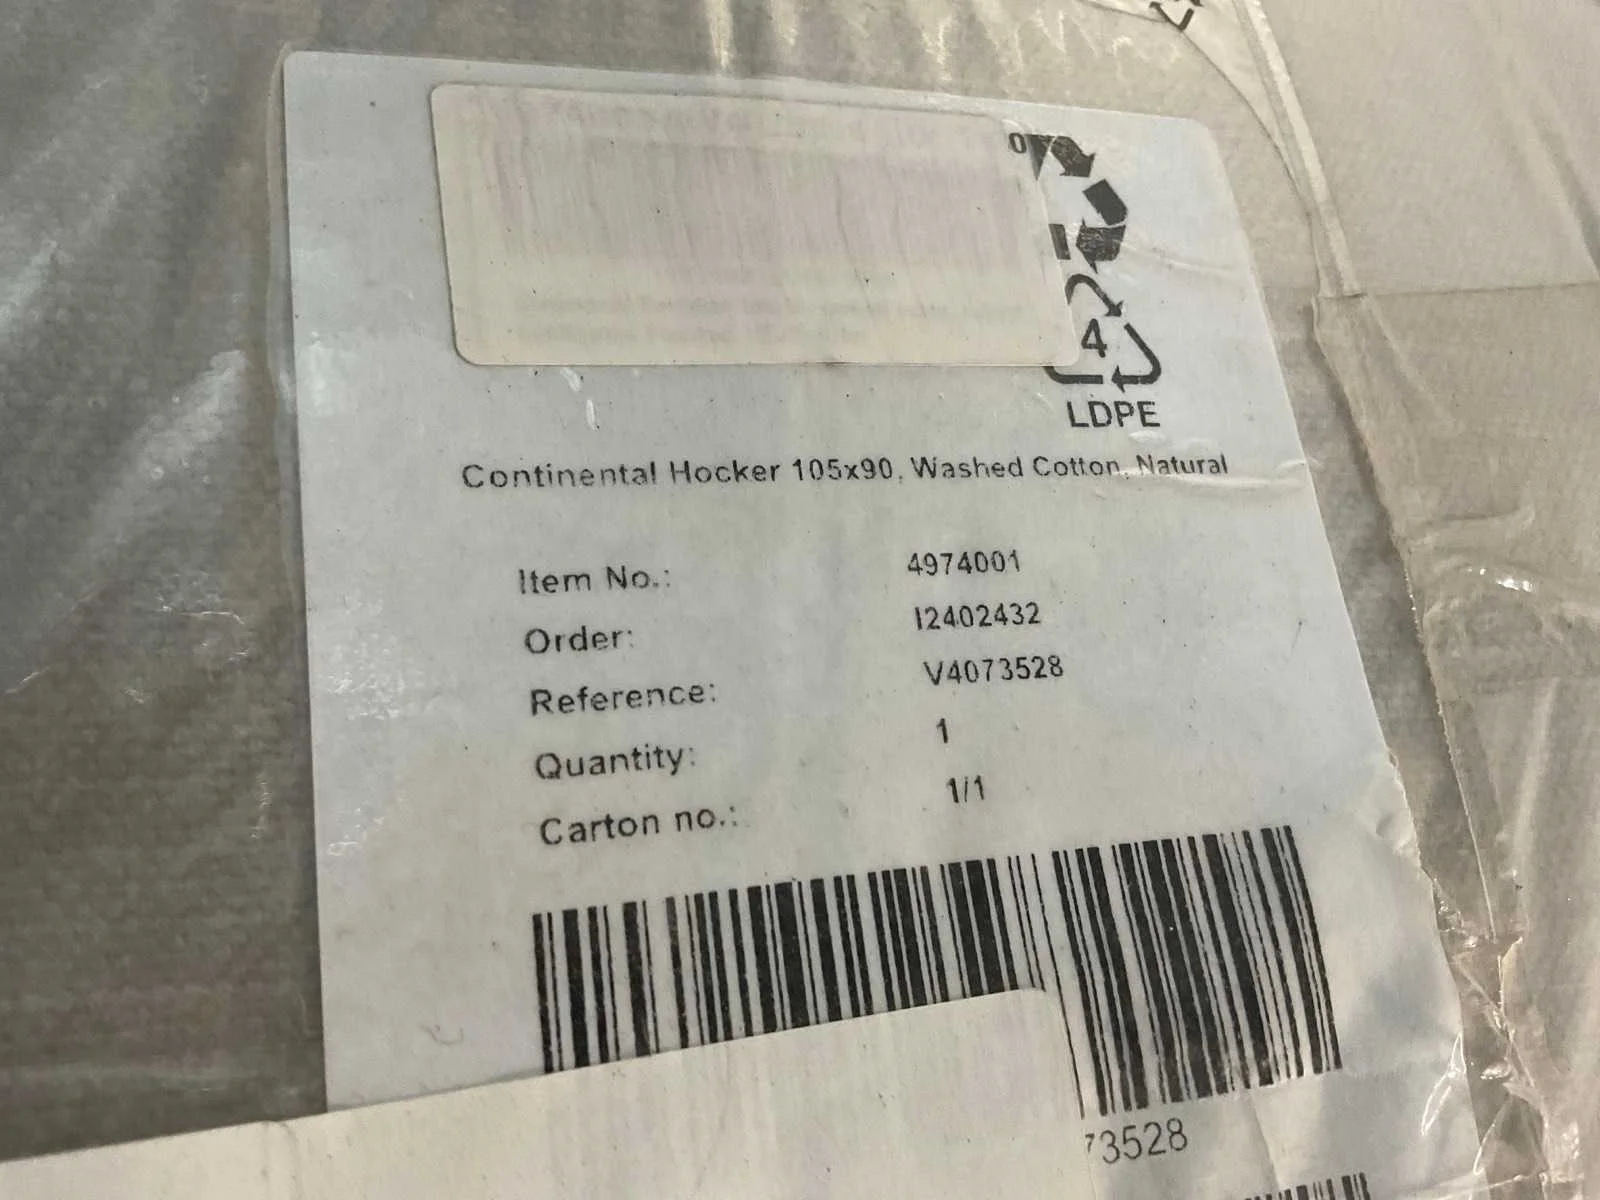 4
LDPE
Continental Hocker 105x90, Washed Cotton, Natural
Item No.: 4974001
Order: I2402432
Reference: V4073528
Quantity: 1
Carton no.: 1/1
73528